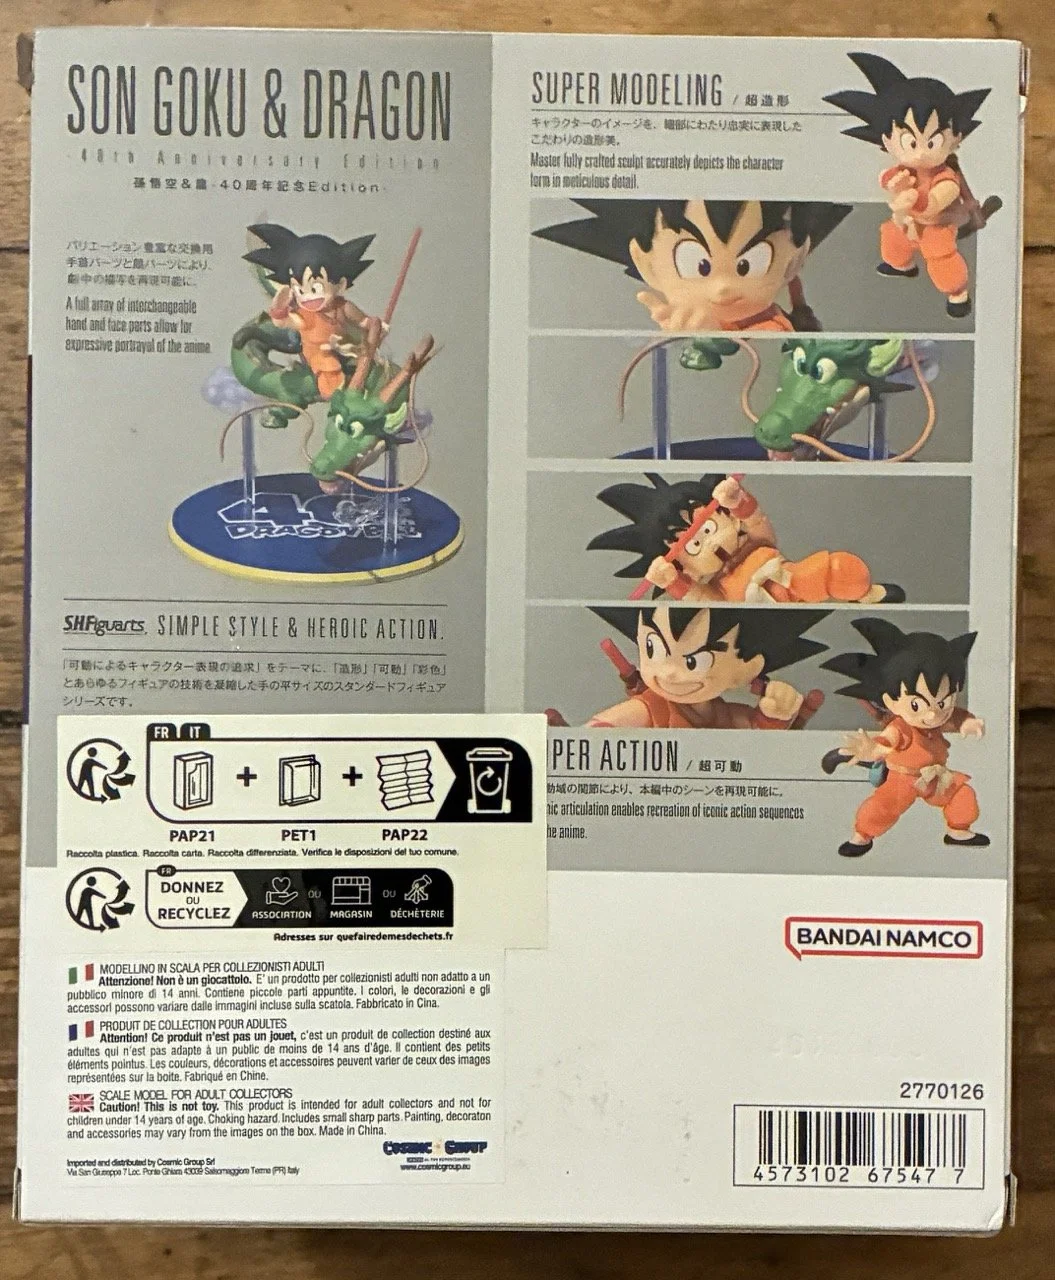 SON GOKU & DRAGON
-40th Anniversary Edition-
孫悟空&龍-40周年記念Edition-
バリエーション豊富な交換用
手首パーツと顔パーツにより、
劇中の描写を再現可能に。
A full array of interchangeable
hand and face parts allow for
expressive portrayal of the anime.
40th
DRAGON BALL
S.H.Figuarts. SIMPLE STYLE & HEROIC ACTION.
「可動によるキャラクター表現の追求」をテーマに、「造形」「可動」「彩色」
とあらゆるフィギュアの技術を凝縮した手の平サイズのスタンダードフィギュア
シリーズです。
SUPER MODELING / 超造形
キャラクターのイメージを、細部にわたり忠実に表現した
こだわりの造形美。
Master fully crafted sculpt accurately depicts the character
form in meticulous detail.
PER ACTION / 超可動
動域の関節により、本編中のシーンを再現可能に。
nic articulation enables recreation of iconic action sequences
he anime.
FR IT
PAP21 + PET1 + PAP22
Raccolta plastica. Raccolta carta. Raccolta differenziata. Verifica le disposizioni del tuo comune.
FR
DONNEZ
OU
RECYCLEZ
ASSOCIATION OU MAGASIN OU DÉCHÈTERIE
Adresses sur quefairedemesdechets.fr
MODELLINO IN SCALA PER COLLEZIONISTI ADULTI
Attenzione! Non è un giocattolo. E' un prodotto per collezionisti adulti non adatto a un
pubblico minore di 14 anni. Contiene piccole parti appuntite. I colori, le decorazioni e gli
accessori possono variare dalle immagini incluse sulla scatola. Fabbricato in Cina.
PRODUIT DE COLLECTION POUR ADULTES
Attention! Ce produit n'est pas un jouet, c'est un produit de collection destiné aux
adultes qui n'est pas adapté à un public de moins de 14 ans d'âge. Il contient des petits
éléments pointus. Les couleurs, décorations et accessoires peuvent varier de ceux des images
représentées sur la boite. Fabriqué en Chine.
SCALE MODEL FOR ADULT COLLECTORS
Caution! This is not toy. This product is intended for adult collectors and not for
children under 14 years of age. Choking hazard. Includes small sharp parts. Painting, decoraton
and accessories may vary from the images on the box. Made in China.
COSMIC GROUP
www.cosmicgroup.eu
Imported and distributed by Cosmic Group Srl
Via San Giuseppe 7 Loc. Ponte Ghiara 43039 Salsomaggiore Terme (PR) Italy
BANDAI NAMCO
2770126
4573102 67547 7